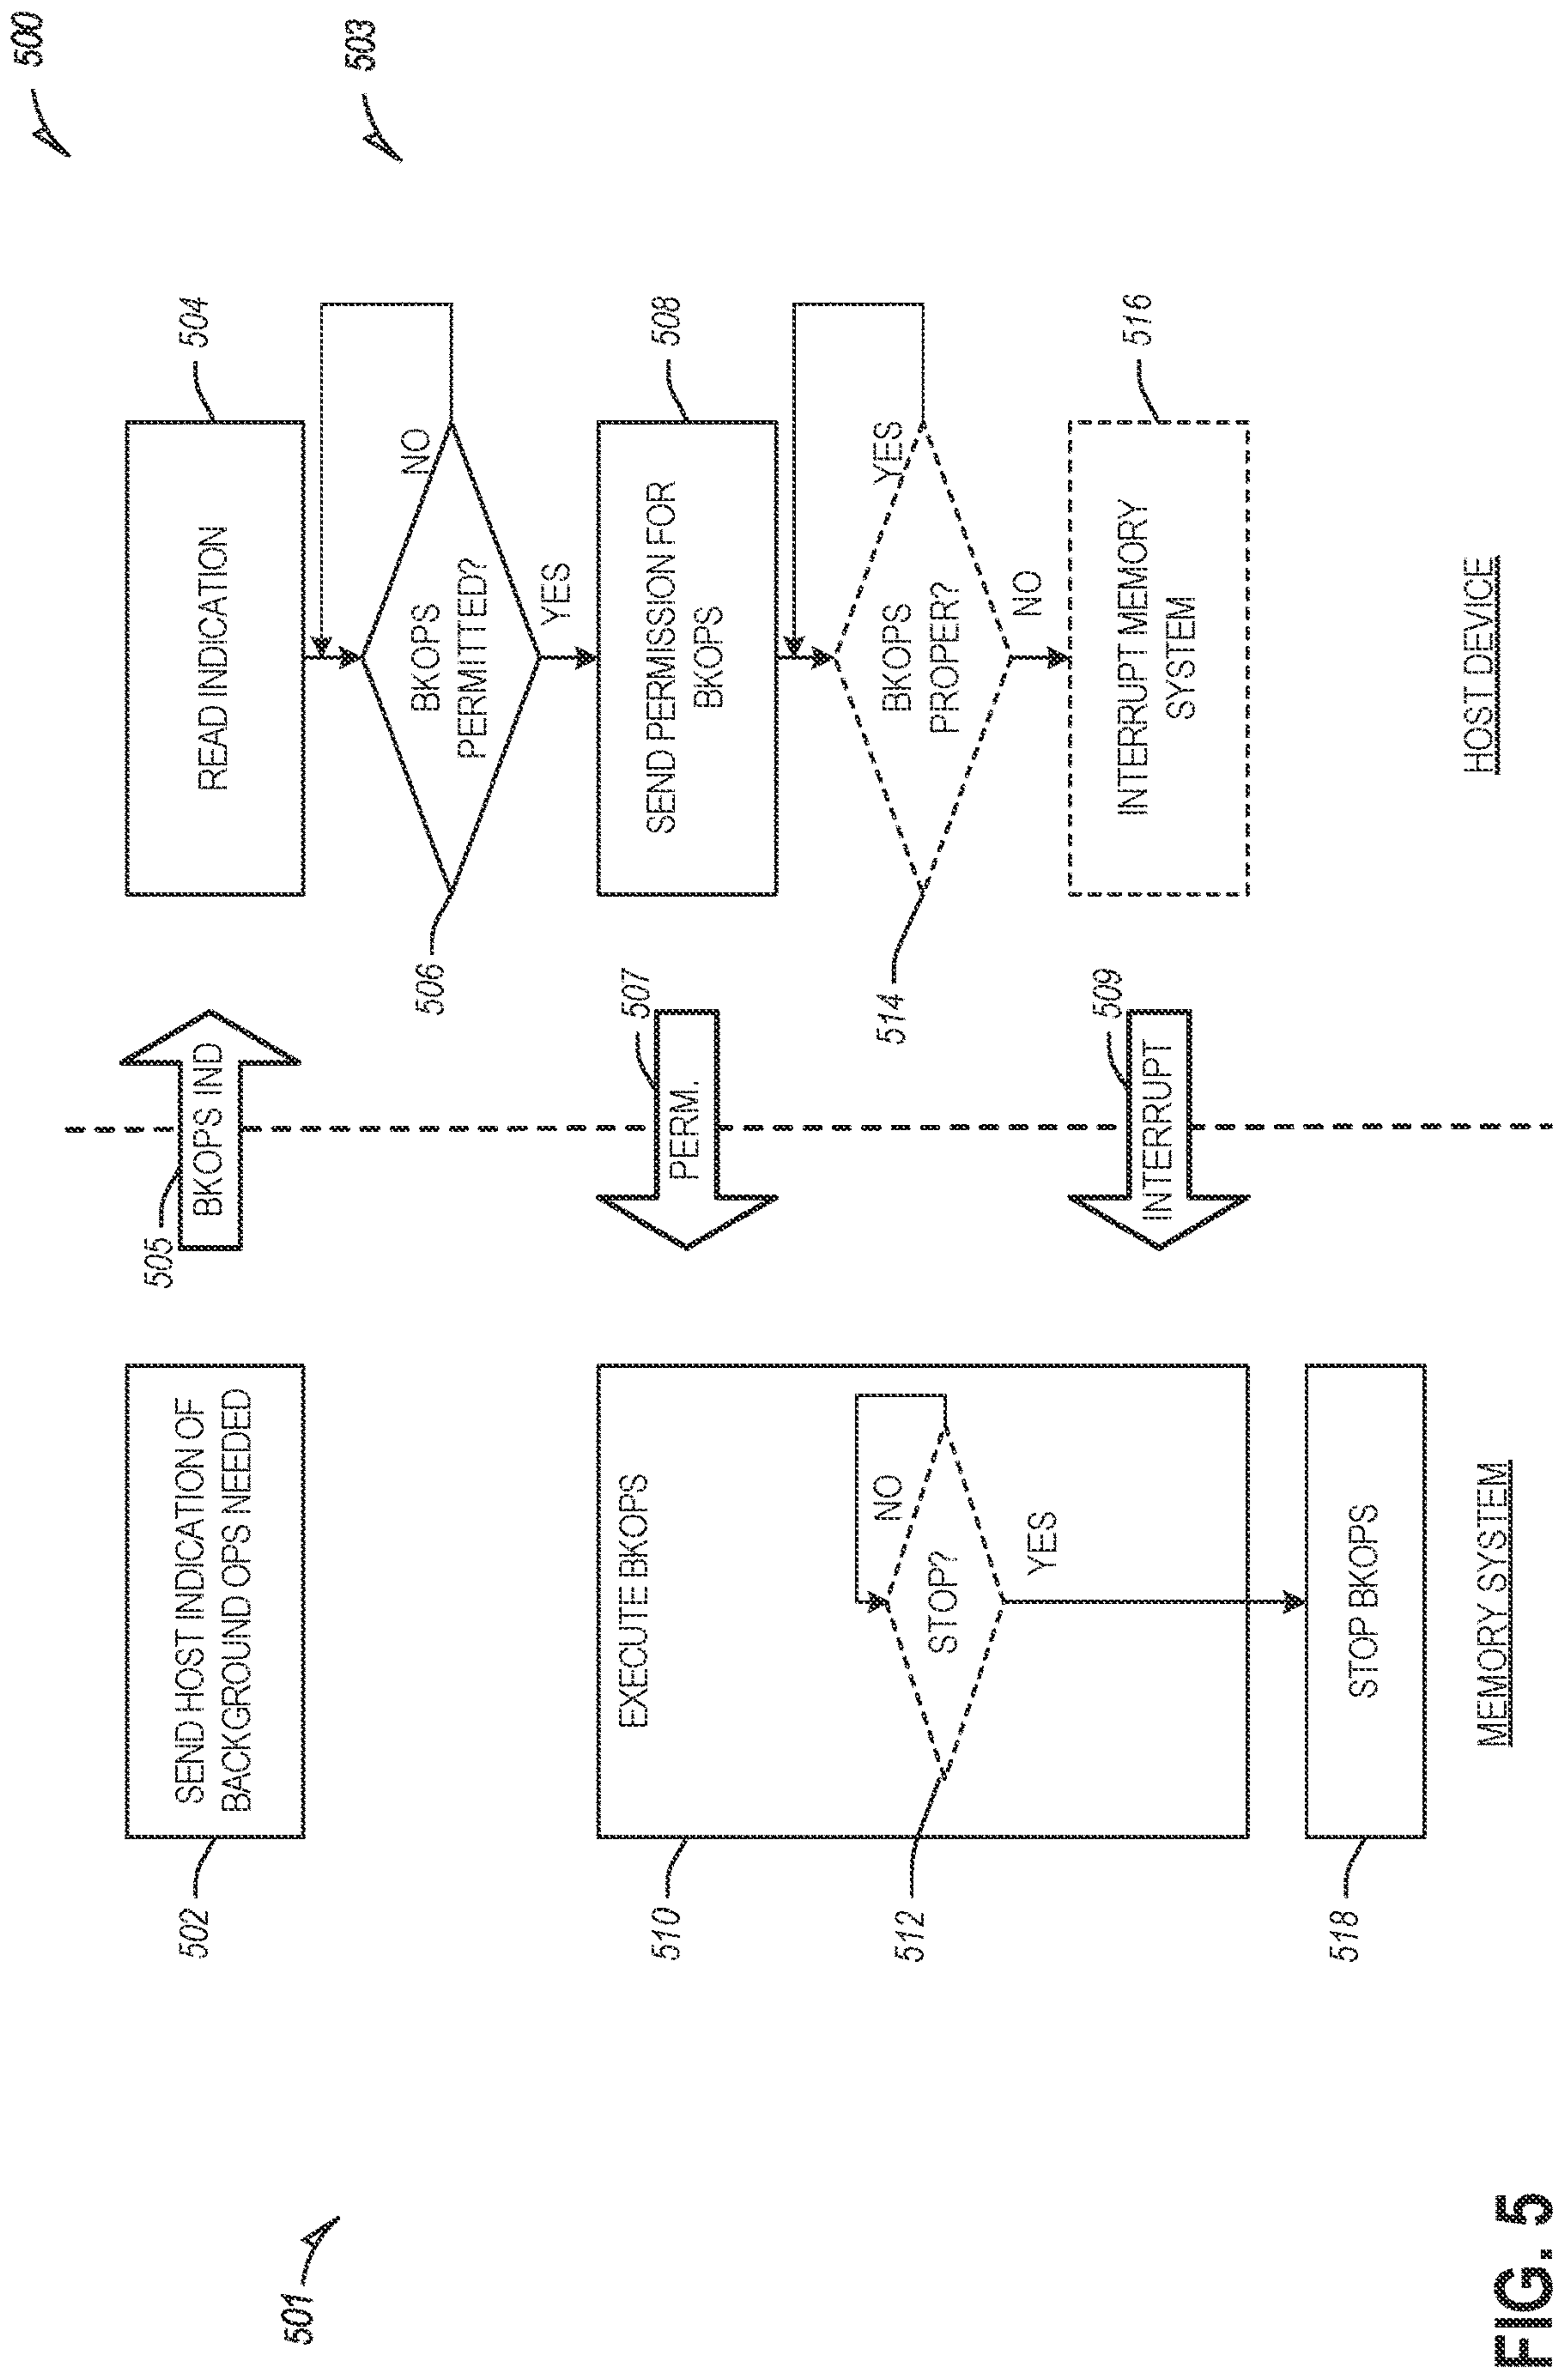 500
503
501
502
SEND HOST INDICATION OF
BACKGROUND OPS NEEDED
505
BKOPS IND
504
READ INDICATION
506
BKOPS
PERMITTED?
NO
YES
507
PERM.
508
SEND PERMISSION FOR
BKOPS
510
EXECUTE BKOPS
512
STOP?
NO
YES
514
BKOPS
PROPER?
YES
NO
509
INTERRUPT
516
INTERRUPT MEMORY
SYSTEM
518
STOP BKOPS
MEMORY SYSTEM
HOST DEVICE
FIG. 5